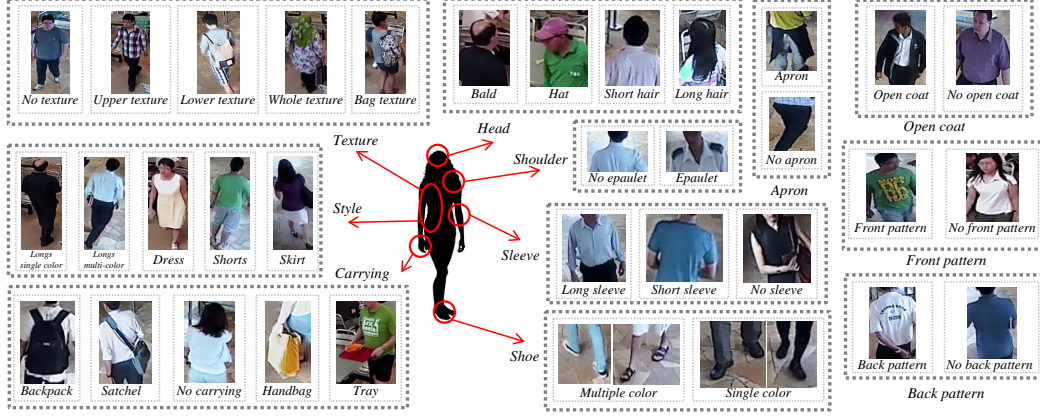 No texture
Upper texture
Lower texture
Whole texture
Bag texture
Bald
Hat
Short hair
Long hair
Apron
No apron
Apron
Open coat
No open coat
Open coat
Texture
Head
Shoulder
Style
Carrying
Sleeve
Shoe
No epaulet
Epaulet
Longs
single color
Longs
multi-color
Dress
Shorts
Skirt
Long sleeve
Short sleeve
No sleeve
Front pattern
No front pattern
Front pattern
Backpack
Satchel
No carrying
Handbag
Tray
Multiple color
Single color
Back pattern
No back pattern
Back pattern